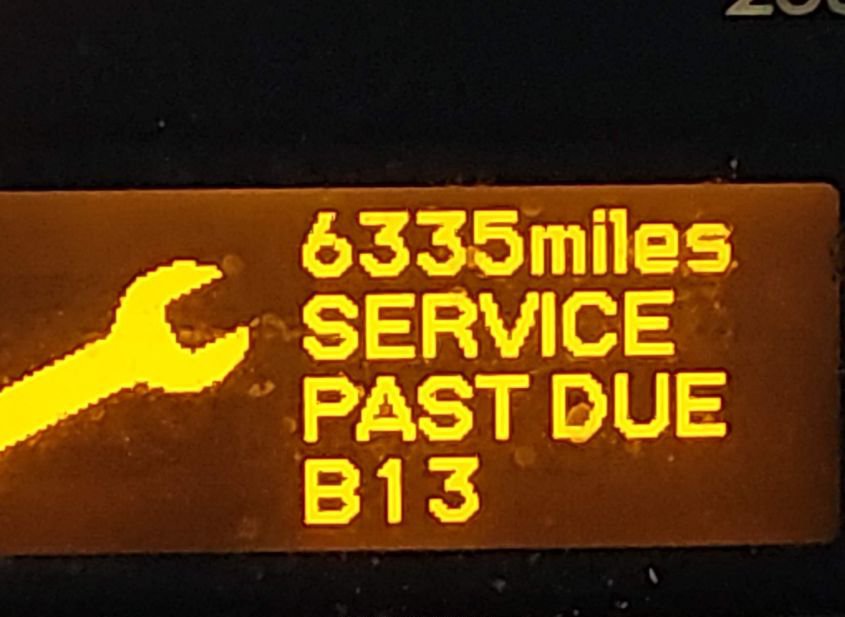 6335miles
SERVICE
PAST DUE
B13